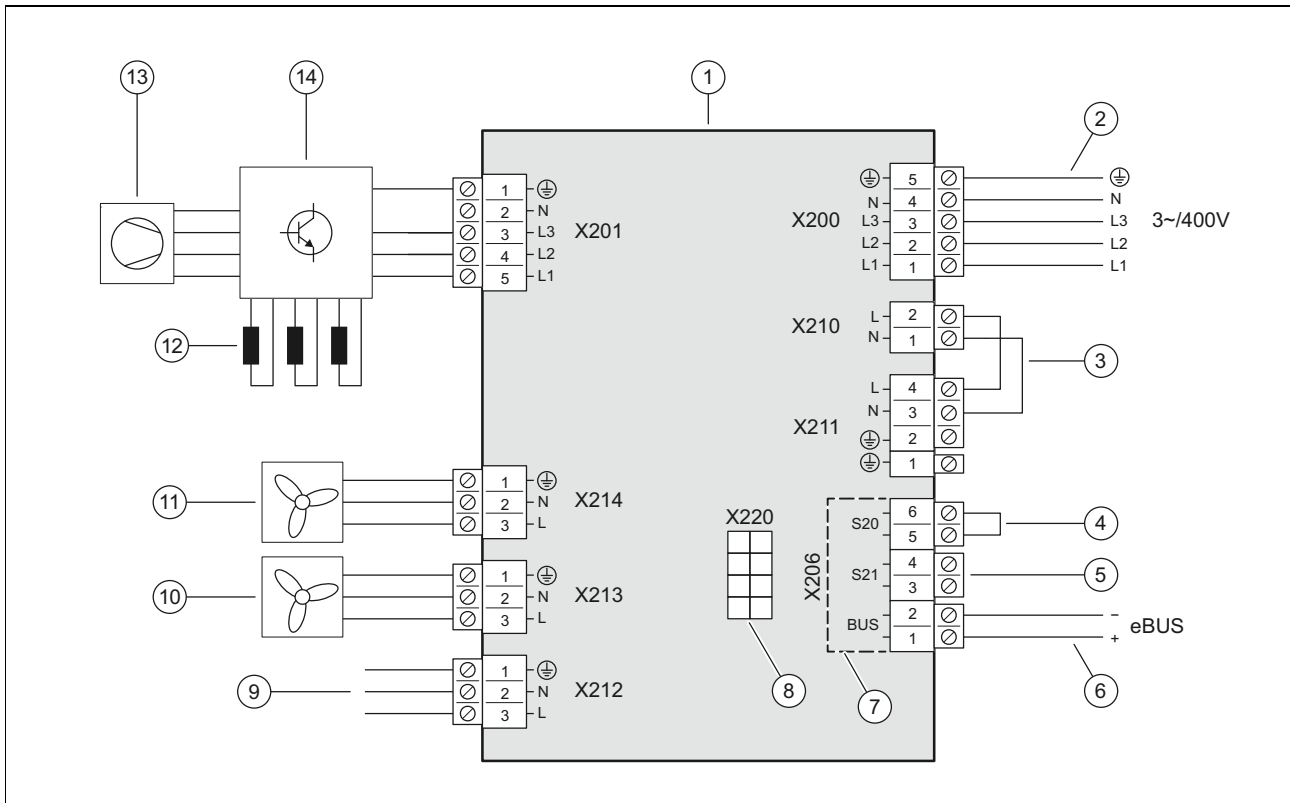 13
14
1
2
1
2 N
3 L3
4 L2
5 L1
X201
X200
5
N 4
L3 3
L2 2
L1 1
N
L3
L2
L1
3~/400V
12
X210
L 2
N 1
3
X211
L 4
N 3
2
1
11
1
2 N
3 L
X214
10
1
2 N
3 L
X213
9
1
2 N
3 L
X212
X220
8
X206
S20
6
5
4
S21
4
3
5
BUS
2
1
−
+
eBUS
7
6